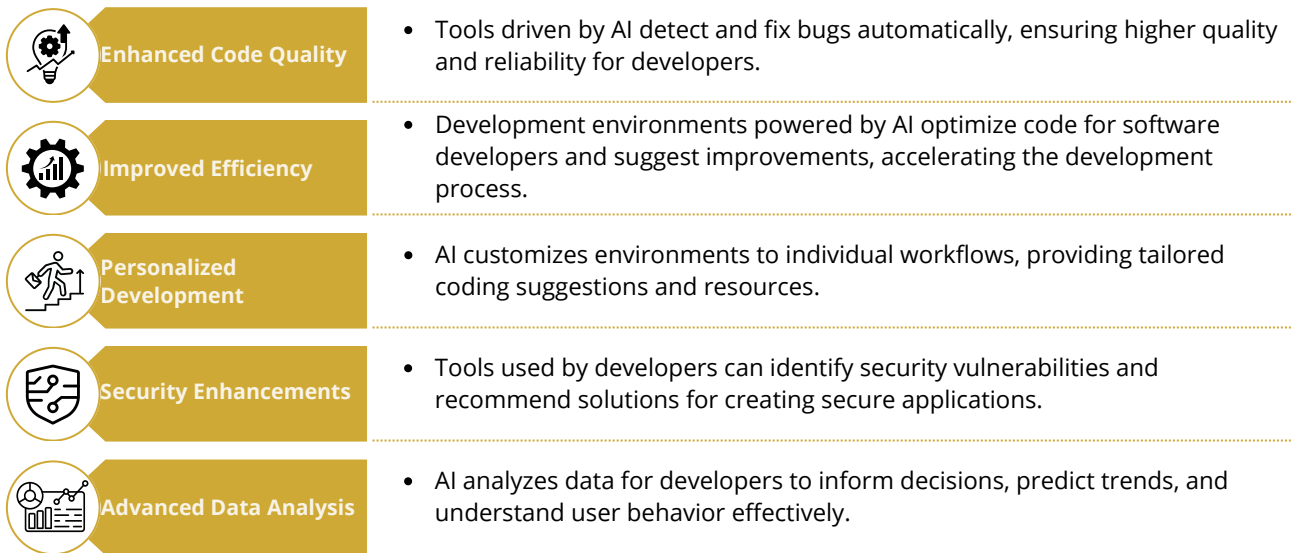 Enhanced Code Quality
• Tools driven by AI detect and fix bugs automatically, ensuring higher quality
and reliability for developers.
Improved Efficiency
• Development environments powered by AI optimize code for software
developers and suggest improvements, accelerating the development
process.
Personalized
Development
• AI customizes environments to individual workflows, providing tailored
coding suggestions and resources.
Security Enhancements
• Tools used by developers can identify security vulnerabilities and
recommend solutions for creating secure applications.
Advanced Data Analysis
• AI analyzes data for developers to inform decisions, predict trends, and
understand user behavior effectively.